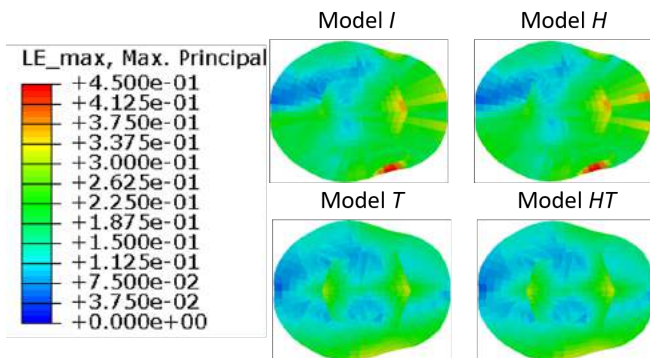 Model I
Model H
LE_max, Max. Principal
+4.500e-01
+4.125e-01
+3.750e-01
+3.375e-01
+3.000e-01
+2.625e-01
+2.250e-01
+1.875e-01
+1.500e-01
+1.125e-01
+7.500e-02
+3.750e-02
+0.000e+00
Model T
Model HT